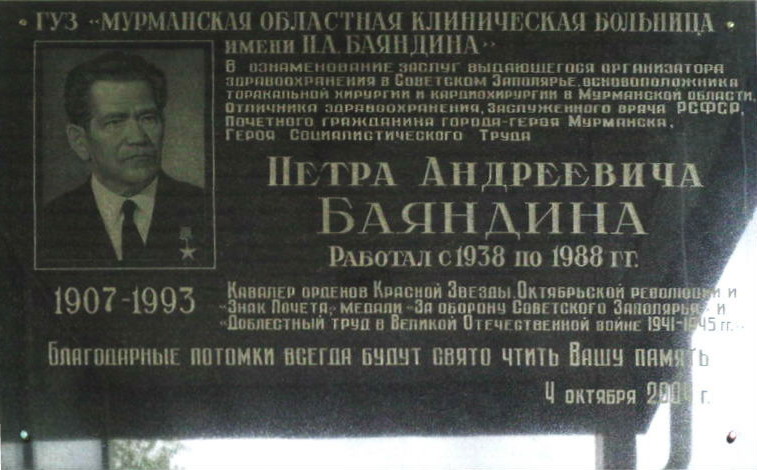 ГУЗ «МУРМАНСКАЯ ОБЛАСТНАЯ КЛИНИЧЕСКАЯ БОЛЬНИЦА
ИМЕНИ П.А. БАЯНДИНА»
В ОЗНАМЕНОВАНИЕ ЗАСЛУГ ВЫДАЮЩЕГОСЯ ОРГАНИЗАТОРА
ЗДРАВООХРАНЕНИЯ В СОВЕТСКОМ ЗАПОЛЯРЬЕ, ОСНОВОПОЛОЖНИКА
ТОРАКАЛЬНОЙ ХИРУРГИИ И КАРДИОХИРУРГИИ В МУРМАНСКОЙ ОБЛАСТИ,
ОТЛИЧНИКА ЗДРАВООХРАНЕНИЯ, ЗАСЛУЖЕННОГО ВРАЧА РСФСР,
ПОЧЕТНОГО ГРАЖДАНИНА ГОРОДА-ГЕРОЯ МУРМАНСКА,
ГЕРОЯ СОЦИАЛИСТИЧЕСКОГО ТРУДА
ПЕТРА АНДРЕЕВИЧА
БАЯНДИНА
РАБОТАЛ С 1938 ПО 1988 ГГ.
1907-1993
КАВАЛЕР ОРДЕНОВ КРАСНОЙ ЗВЕЗДЫ, ОКТЯБРЬСКОЙ РЕВОЛЮЦИИ И
«ЗНАК ПОЧЕТА», МЕДАЛИ «ЗА ОБОРОНУ СОВЕТСКОГО ЗАПОЛЯРЬЯ» И
«ДОБЛЕСТНЫЙ ТРУД В ВЕЛИКОЙ ОТЕЧЕСТВЕННОЙ ВОЙНЕ 1941-1945 ГГ.»
БЛАГОДАРНЫЕ ПОТОМКИ ВСЕГДА БУДУТ СВЯТО ЧТИТЬ ВАШУ ПАМЯТЬ
4 ОКТЯБРЯ 2004 Г.